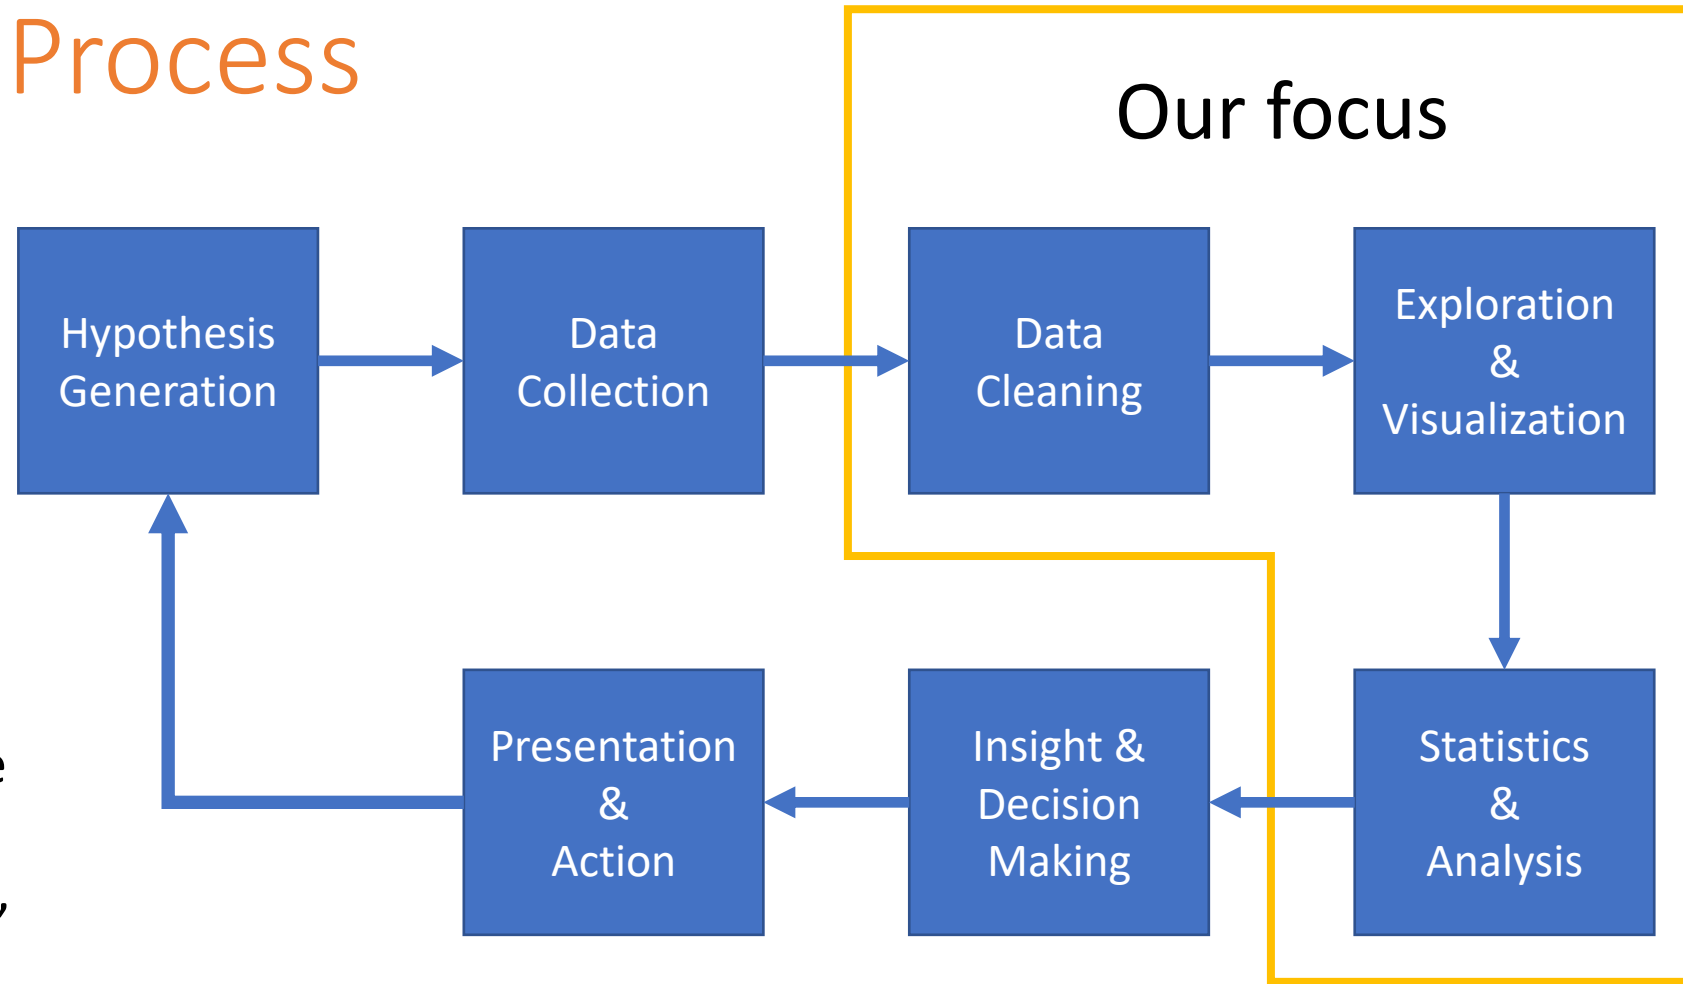 Process
Our focus
Hypothesis
Generation
Data
Collection
Data
Cleaning
Exploration
&
Visualization
Presentation
&
Action
Insight &
Decision
Making
Statistics
&
Analysis